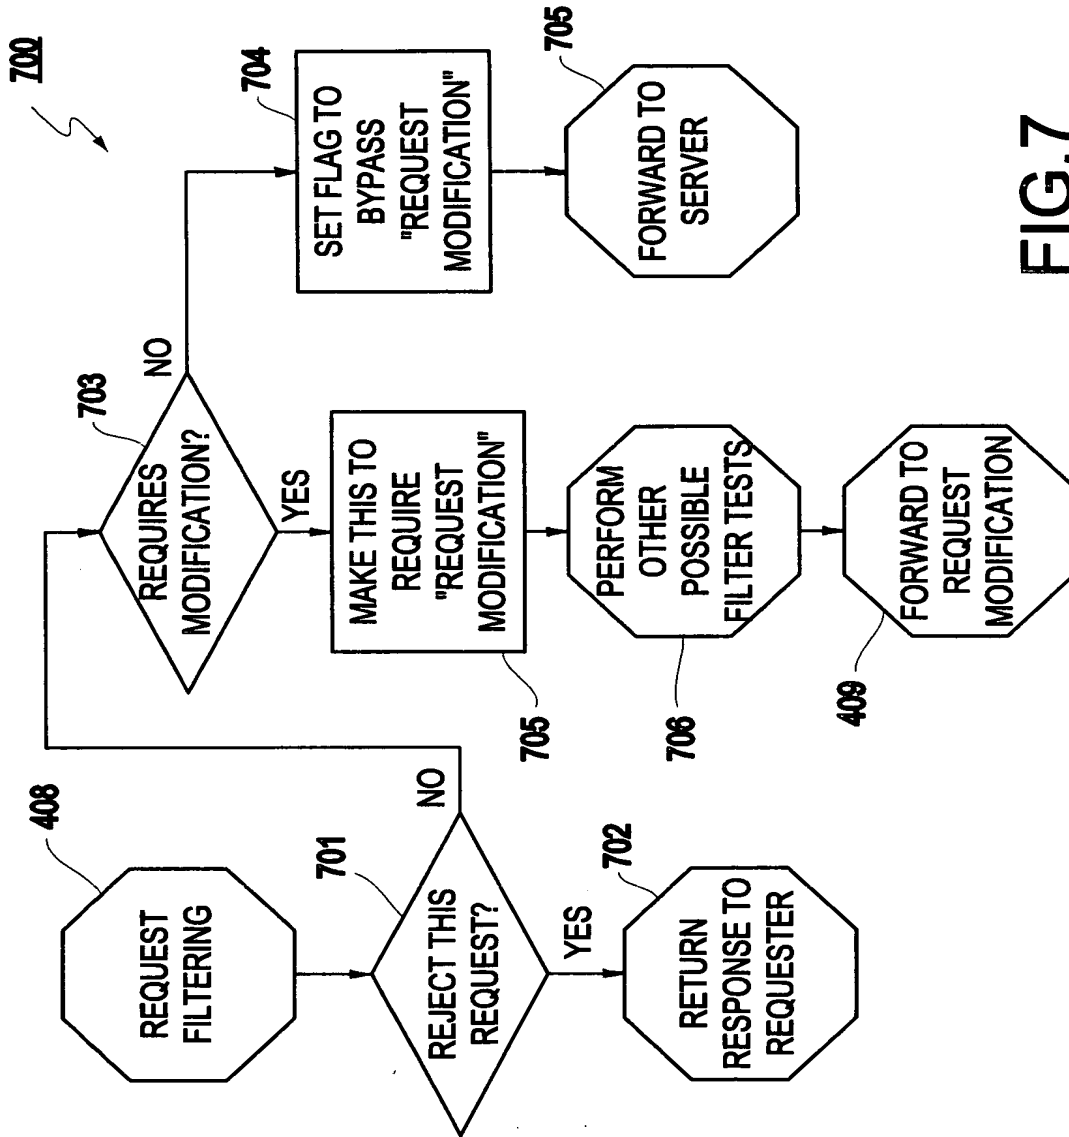 700
408
REQUEST
FILTERING
701
REJECT THIS
REQUEST?
NO
YES
702
RETURN
RESPONSE TO
REQUESTER
703
REQUIRES
MODIFICATION?
NO
YES
704
SET FLAG TO
BYPASS
"REQUEST
MODIFICATION"
705
FORWARD TO
SERVER
MAKE THIS TO
REQUIRE
"REQUEST
MODIFICATION"
705
PERFORM
OTHER
POSSIBLE
FILTER TESTS
706
FORWARD TO
REQUEST
MODIFICATION
409
FIG.7